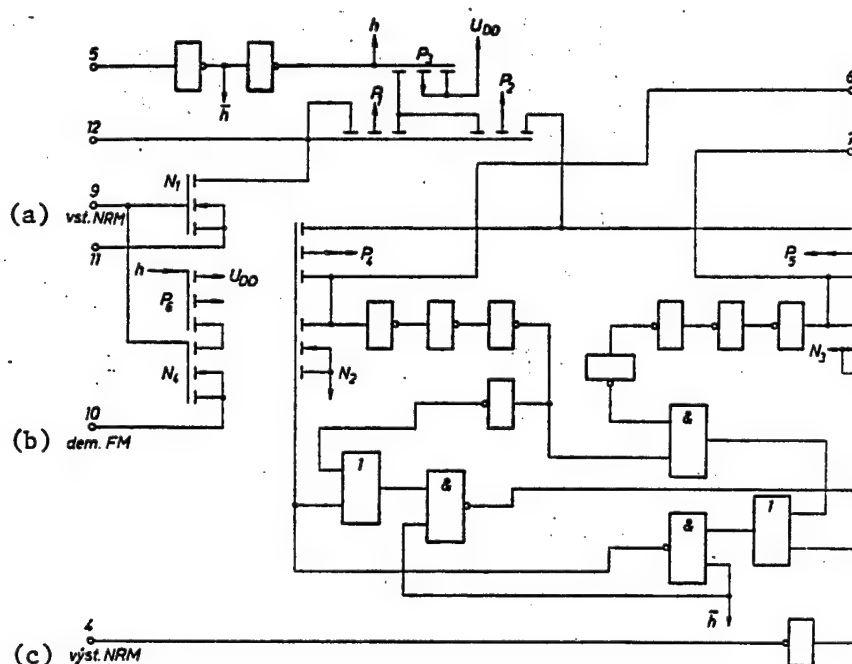 5
h
U_DD
P_3
h̄
12
P_1
P_2
6
7
N_1
9
(a) vst. NRM
11
h
U_DD
P_6
N_4
10
(b) dem. FM
P_4
P_5
N_2
N_3
&
1
&
&
1
h̄
4
(c) výst. NRM